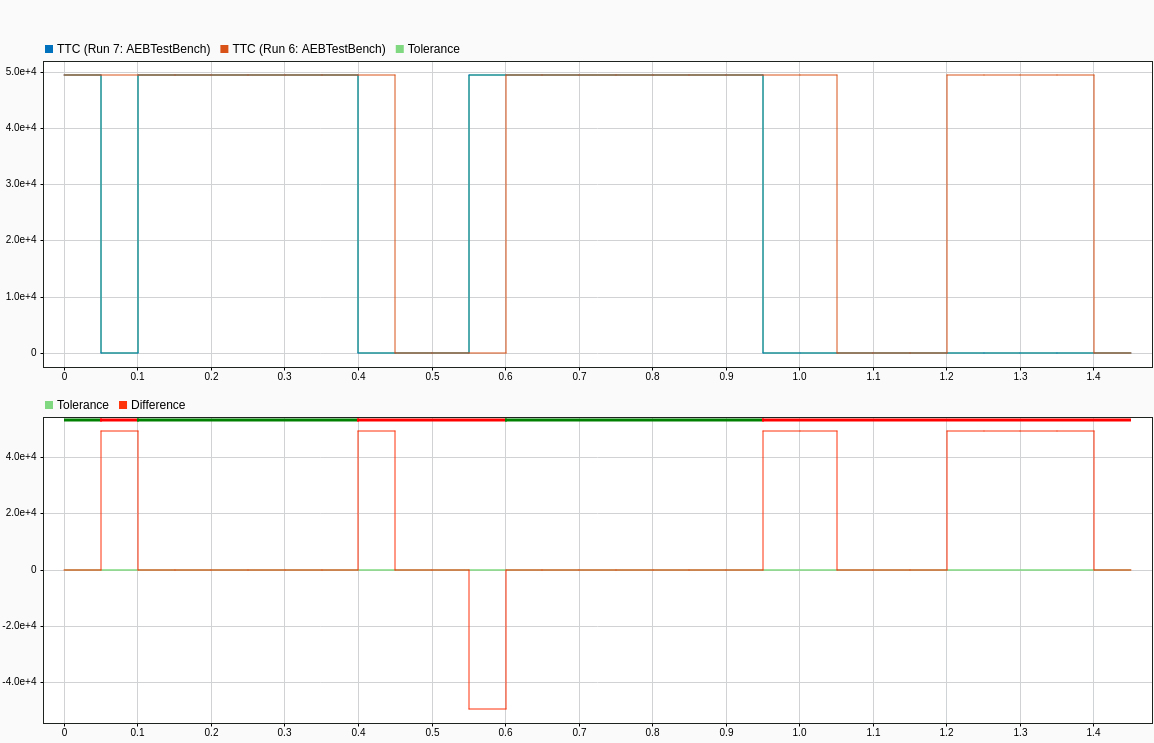 TTC (Run 7: AEBTestBench) TTC (Run 6: AEBTestBench) Tolerance
5.0e+4
4.0e+4
3.0e+4
2.0e+4
1.0e+4
0
0 0.1 0.2 0.3 0.4 0.5 0.6 0.7 0.8 0.9 1.0 1.1 1.2 1.3 1.4
Tolerance Difference
4.0e+4
2.0e+4
0
-2.0e+4
-4.0e+4
0 0.1 0.2 0.3 0.4 0.5 0.6 0.7 0.8 0.9 1.0 1.1 1.2 1.3 1.4